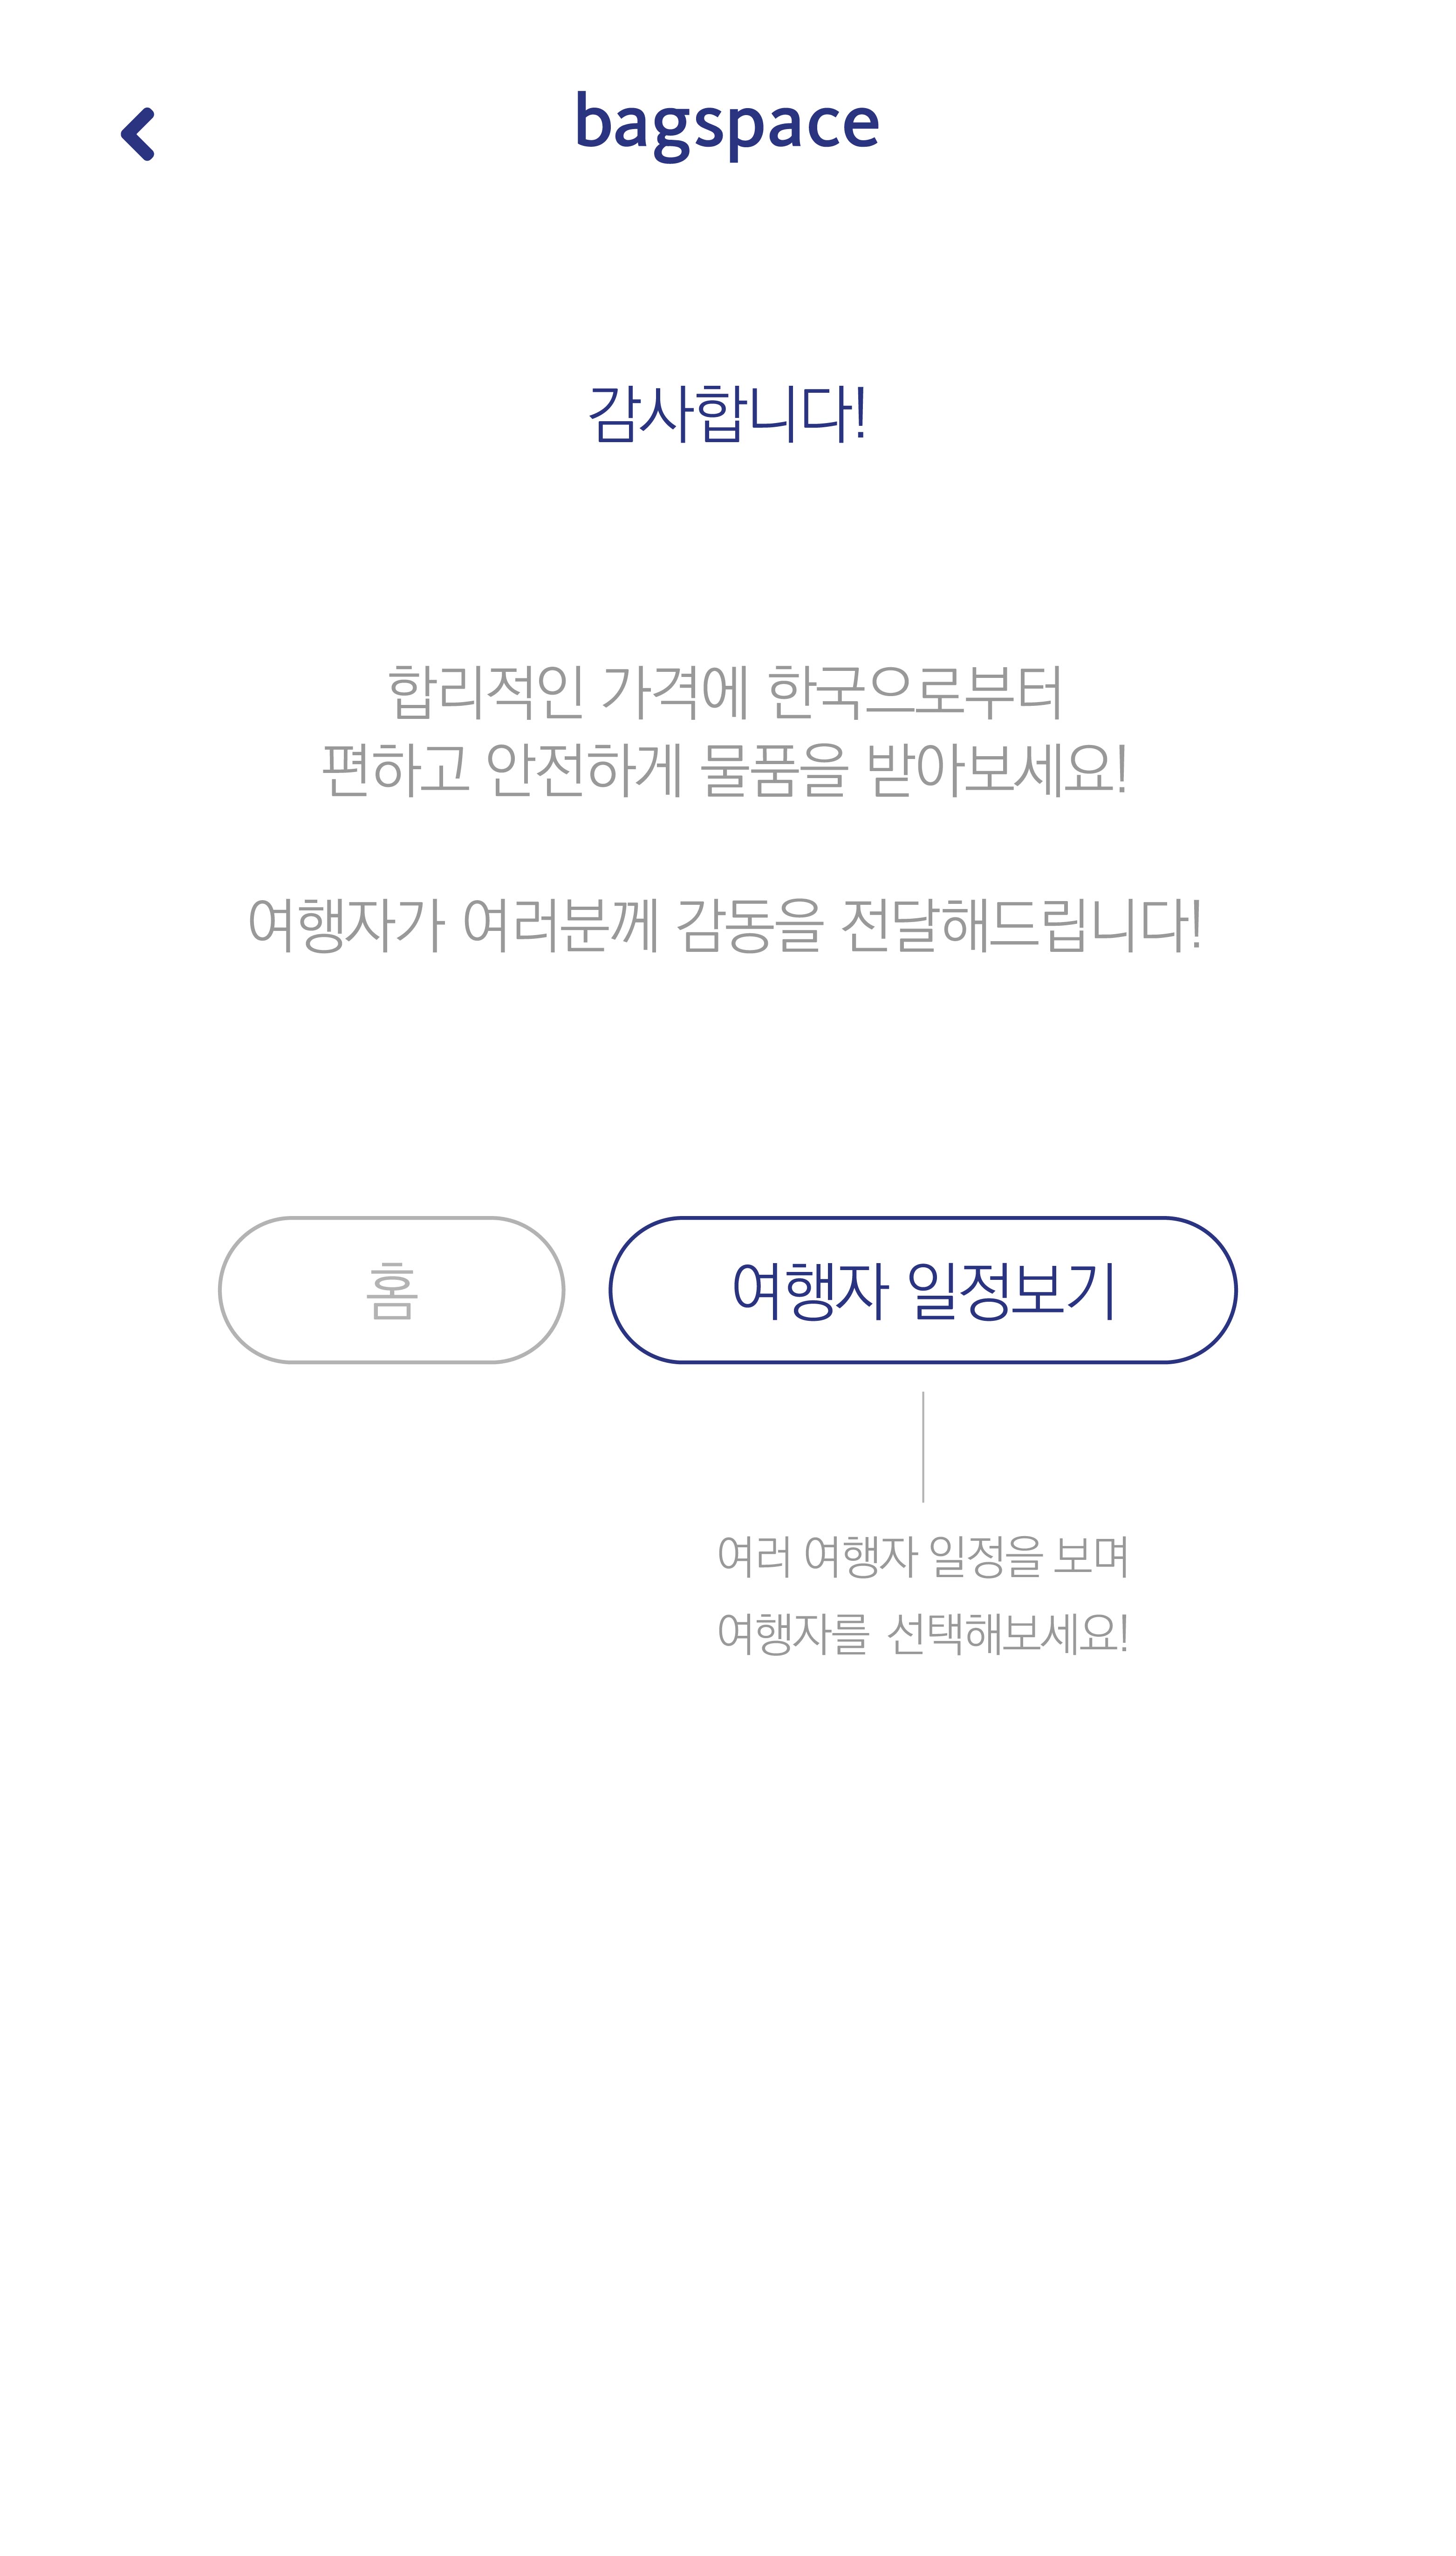 bagspace
감사합니다!
합리적인 가격에 한국으로부터
편하고 안전하게 물품을 받아보세요!
여행자가 여러분께 감동을 전달해드립니다!
홈
여행자 일정보기
여러 여행자 일정을 보며
여행자를 선택해보세요!